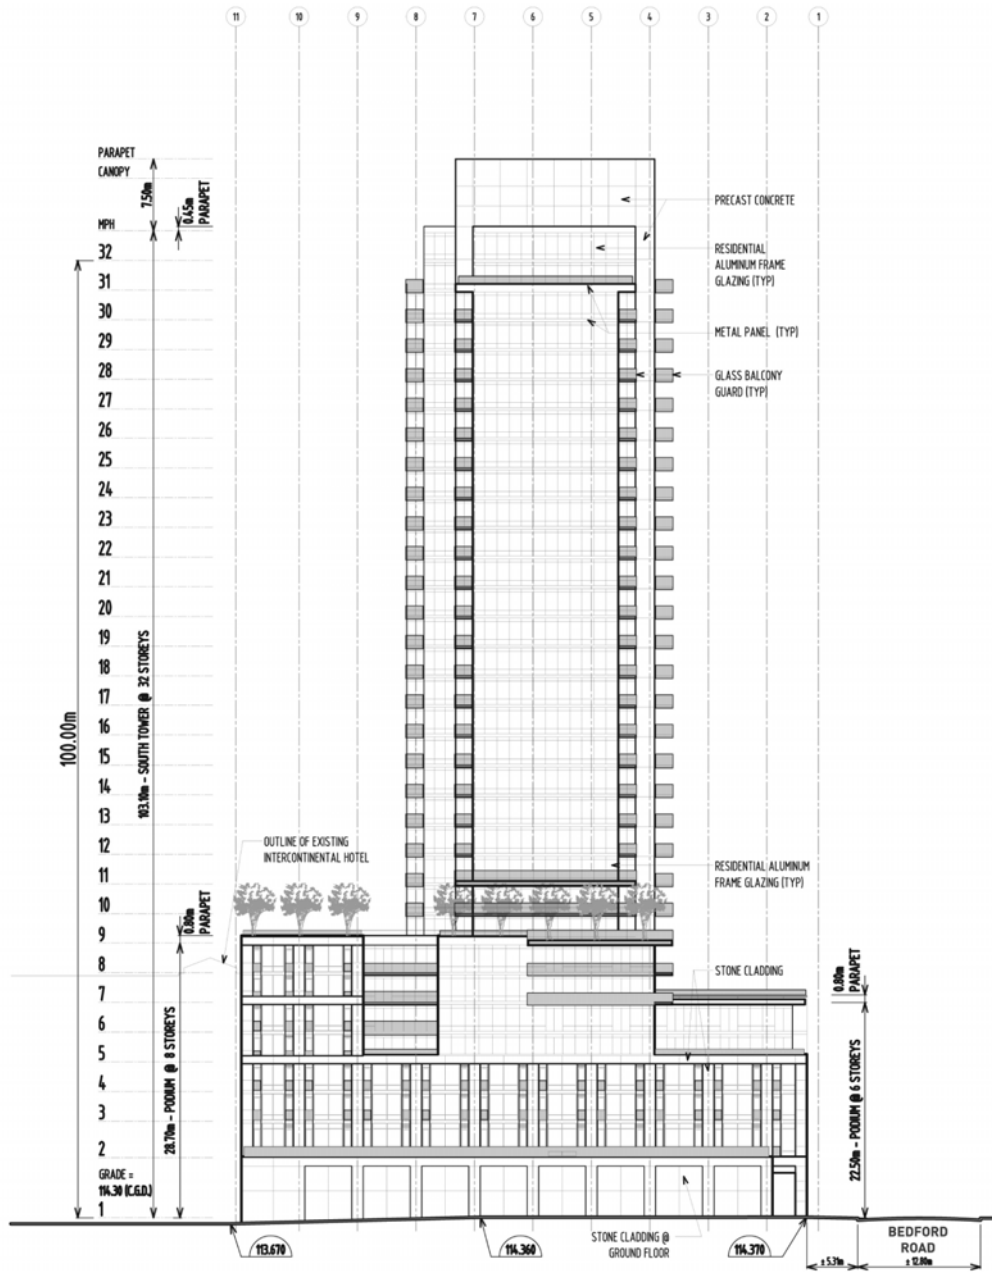 11 10 9 8 7 6 5 4 3 2 1
PARAPET
CANOPY
7.50m
0.45m
PARAPET
MPH
PRECAST CONCRETE
32
RESIDENTIAL
ALUMINUM FRAME
GLAZING (TYP)
31
30
METAL PANEL (TYP)
29
28
GLASS BALCONY
GUARD (TYP)
27
26
25
24
23
22
21
20
19
18
17
16
15
14
13
12
11
10
9
8
7
6
5
4
3
2
GRADE =
114.30 (C.G.D.)
1
100.00m
103.10m - SOUTH TOWER @ 32 STOREYS
OUTLINE OF EXISTING
INTERCONTINENTAL HOTEL
RESIDENTIAL ALUMINUM
FRAME GLAZING (TYP)
0.80m
PARAPET
28.70m - PODIUM @ 8 STOREYS
STONE CLADDING
0.80m
PARAPET
22.50m - PODIUM @ 6 STOREYS
113.670
114.360
STONE CLADDING @
GROUND FLOOR
114.370
BEDFORD
ROAD
± 5.31m
± 12.80m